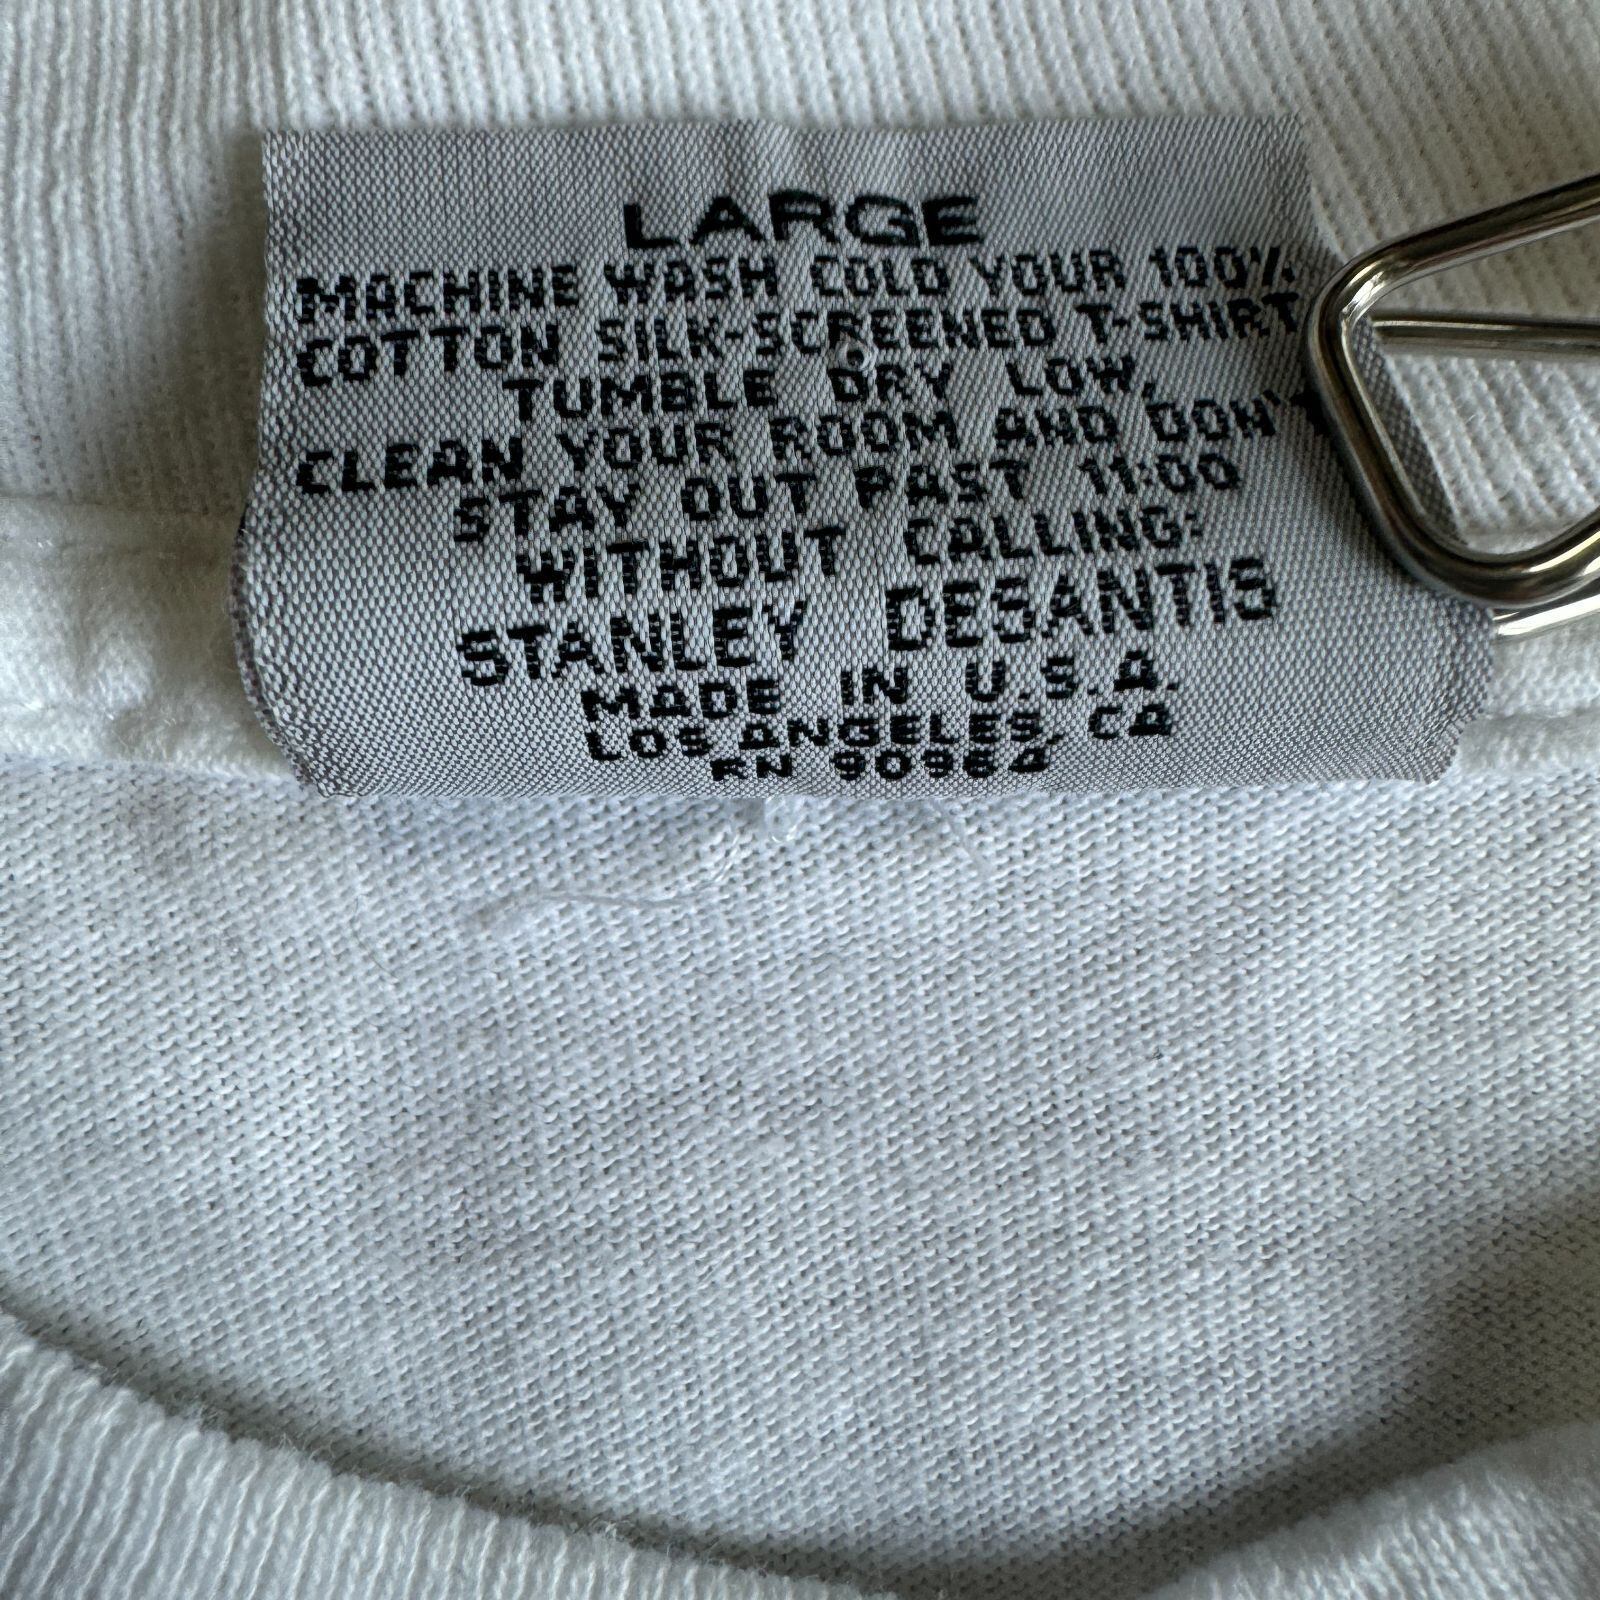 LARGE
MACHINE WASH COLD YOUR 100%
COTTON SILK-SCREENED T-SHIRT
TUMBLE DRY LOW,
CLEAN YOUR ROOM AND DON'T
STAY OUT PAST 11:00
WITHOUT CALLING:
STANLEY DESANTIS
MADE IN U.S.A.
LOS ANGELES, CA
RN 90964